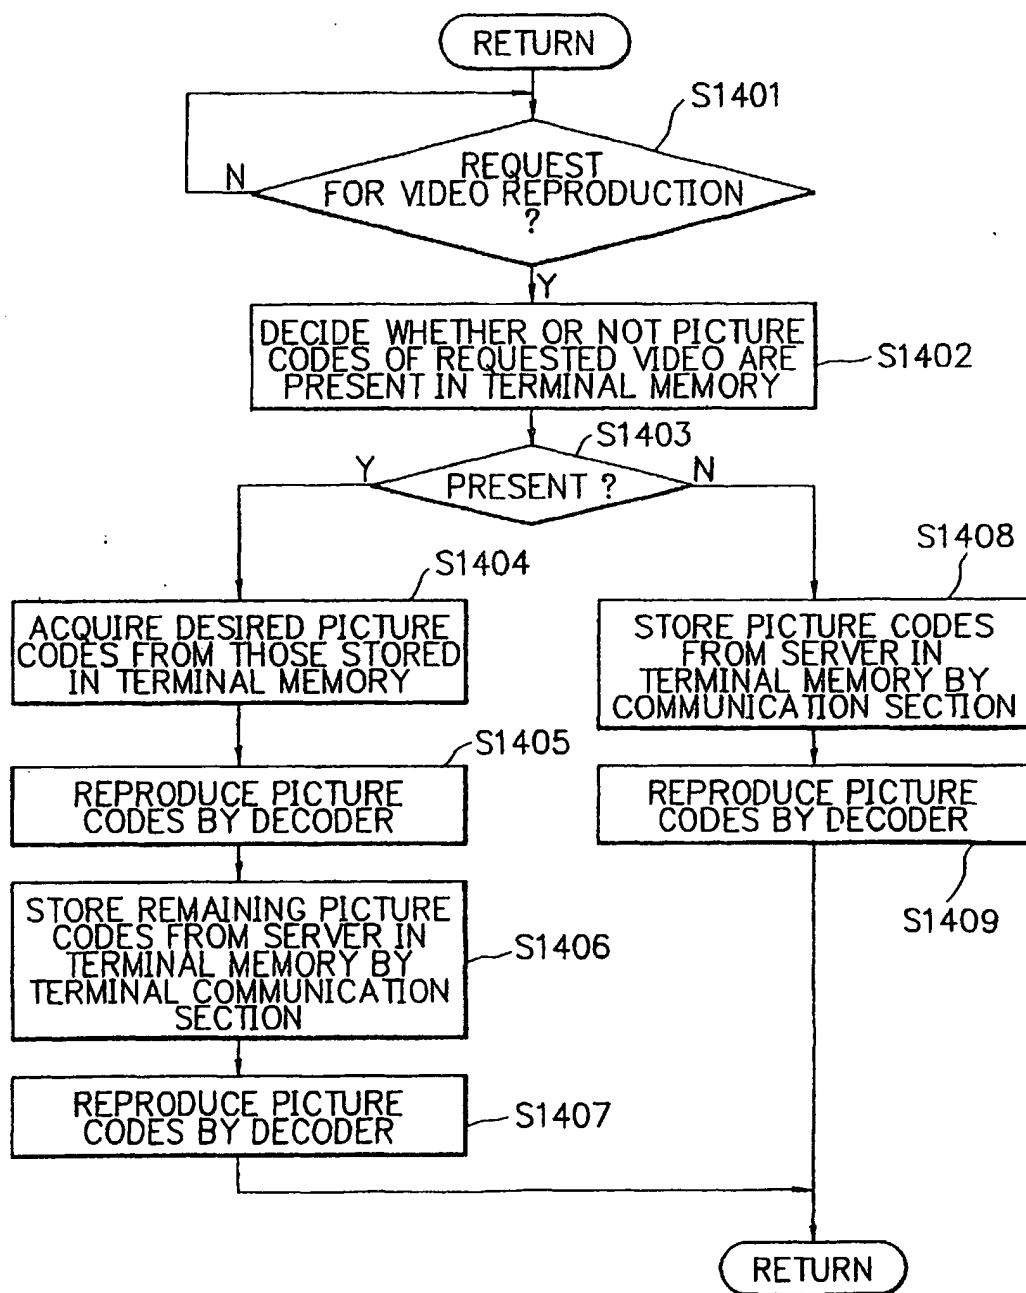 RETURN
S1401
REQUEST
FOR VIDEO REPRODUCTION
?
N
Y
DECIDE WHETHER OR NOT PICTURE
CODES OF REQUESTED VIDEO ARE
PRESENT IN TERMINAL MEMORY
S1402
S1403
Y
PRESENT ?
N
S1404
ACQUIRE DESIRED PICTURE
CODES FROM THOSE STORED
IN TERMINAL MEMORY
S1405
REPRODUCE PICTURE
CODES BY DECODER
STORE REMAINING PICTURE
CODES FROM SERVER IN
TERMINAL MEMORY BY
TERMINAL COMMUNICATION
SECTION
S1406
REPRODUCE PICTURE
CODES BY DECODER
S1407
S1408
STORE PICTURE CODES
FROM SERVER IN
TERMINAL MEMORY BY
COMMUNICATION SECTION
REPRODUCE PICTURE
CODES BY DECODER
S1409
RETURN